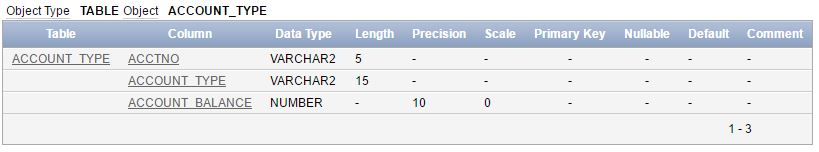 Object Type TABLE Object ACCOUNT_TYPE
Table Column Data Type Length Precision Scale Primary Key Nullable Default Comment
ACCOUNT_TYPE ACCTNO VARCHAR2 5 - - - - - -
ACCOUNT_TYPE VARCHAR2 15 - - - - - -
ACCOUNT_BALANCE NUMBER - 10 0 - - - -
1 - 3